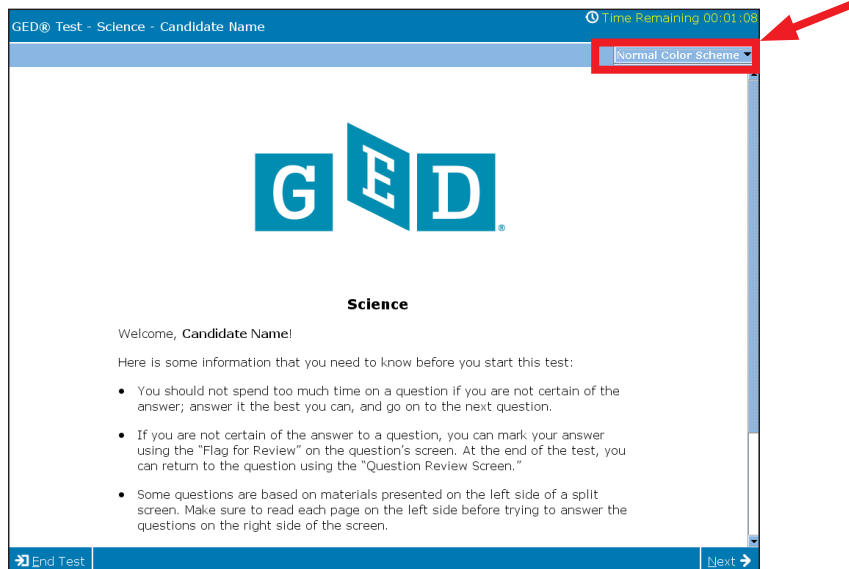 GED® Test - Science - Candidate Name
Time Remaining 00:01:08
Normal Color Scheme
GED®
Science
Welcome, Candidate Name!
Here is some information that you need to know before you start this test:
• You should not spend too much time on a question if you are not certain of the
answer; answer it the best you can, and go on to the next question.
• If you are not certain of the answer to a question, you can mark your answer
using the “Flag for Review” on the question’s screen. At the end of the test, you
can return to the question using the “Question Review Screen.”
• Some questions are based on materials presented on the left side of a split
screen. Make sure to read each page on the left side before trying to answer the
questions on the right side of the screen.
End Test
Next